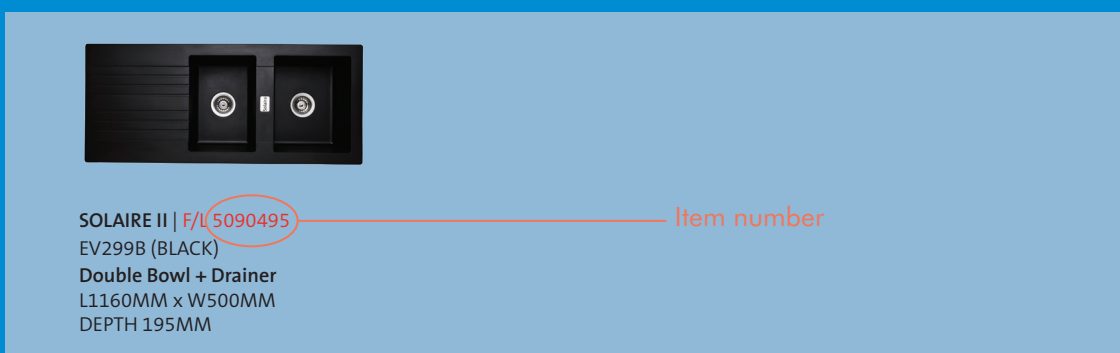 SOLAIRE II | F/L 5090495
Item number
EV299B (BLACK)
Double Bowl + Drainer
L1160MM x W500MM
DEPTH 195MM